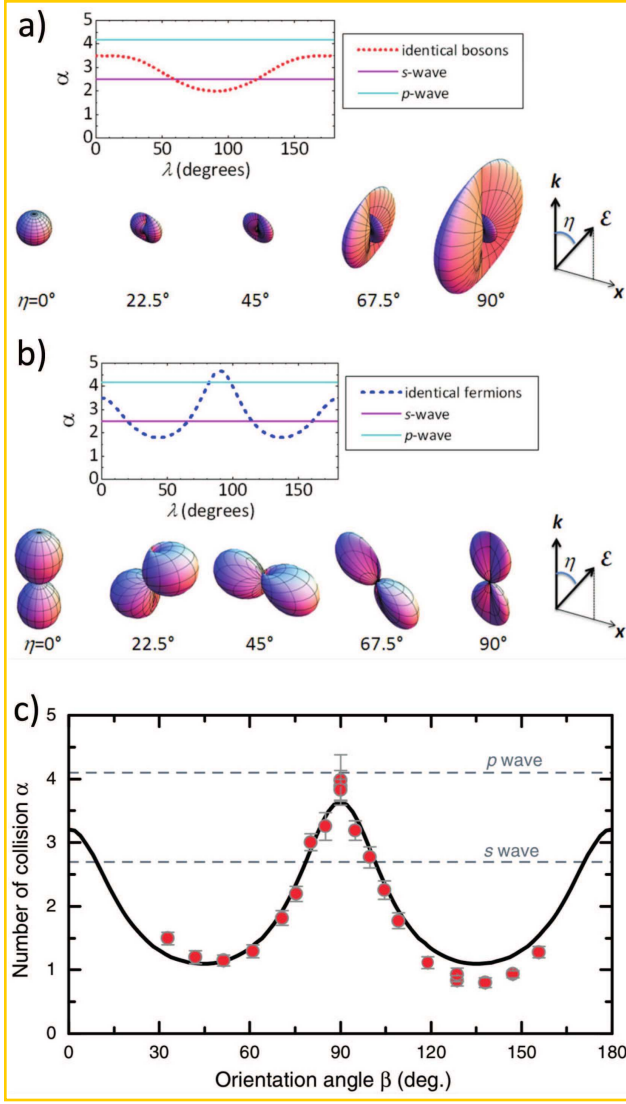 a)
5
4
3
2
1
0
α
0 50 100 150
λ (degrees)
identical bosons
s-wave
p-wave
k
η
ℰ
x
η=0° 22.5° 45° 67.5° 90°
b)
5
4
3
2
1
0
α
0 50 100 150
λ (degrees)
identical fermions
s-wave
p-wave
k
η
ℰ
x
η=0° 22.5° 45° 67.5° 90°
c)
5
4
3
2
1
0
Number of collision α
p wave
s wave
0 30 60 90 120 150 180
Orientation angle β (deg.)